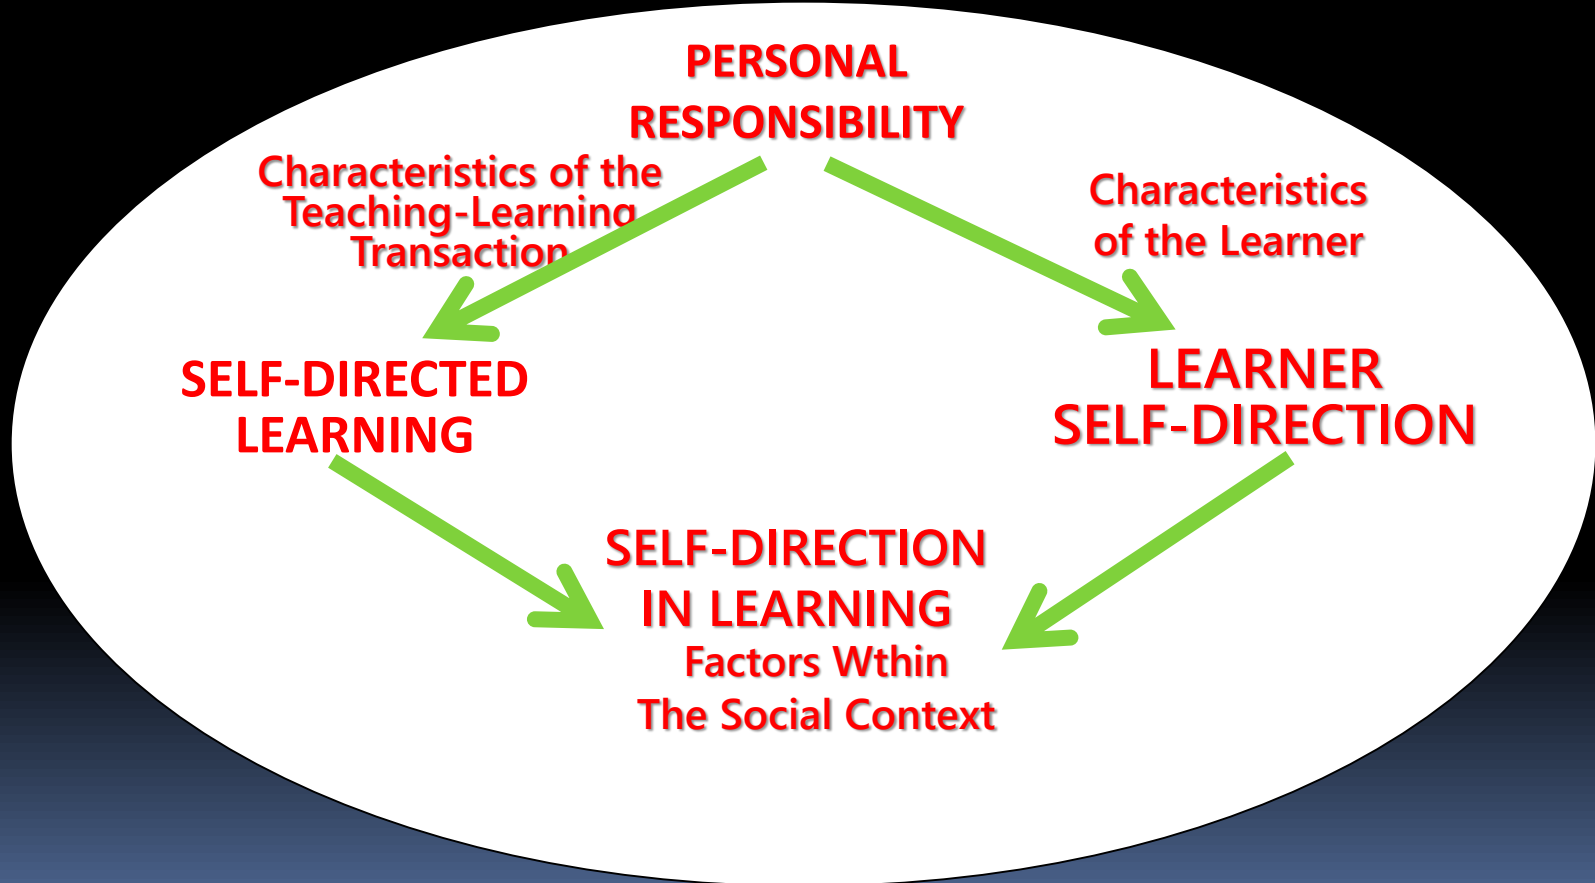 PERSONAL
RESPONSIBILITY
Characteristics of the
Teaching-Learning
Transaction
Characteristics
of the Learner
SELF-DIRECTED
LEARNING
LEARNER
SELF-DIRECTION
SELF-DIRECTION
IN LEARNING
Factors Wthin
The Social Context